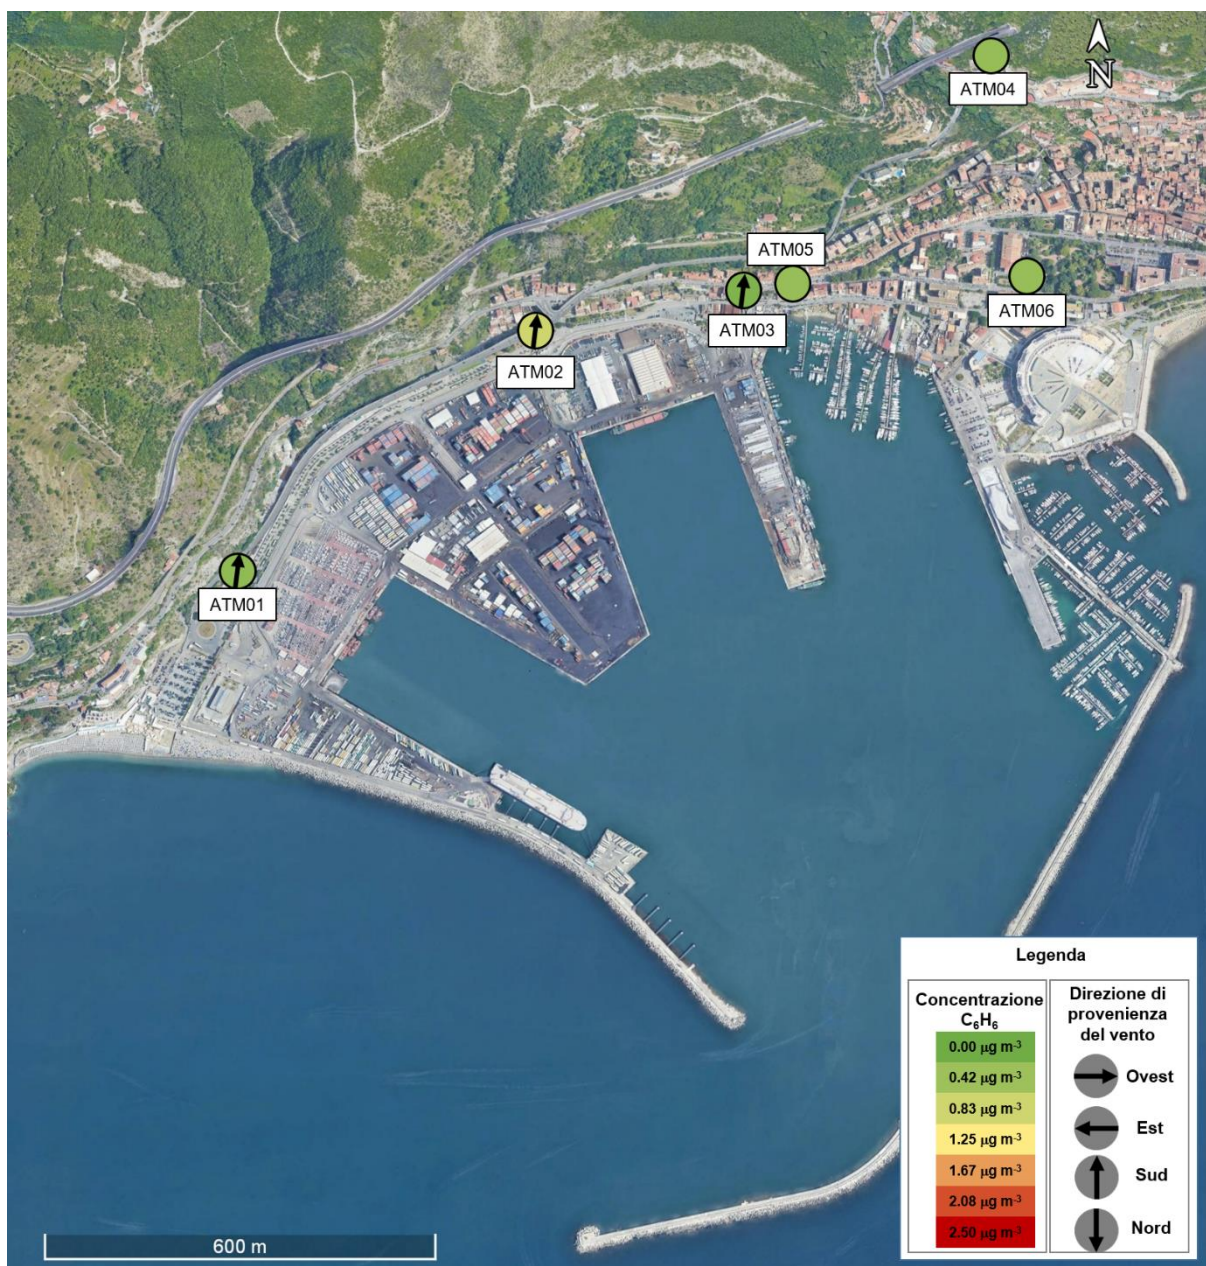 N
ATM04
ATM05
ATM06
ATM03
ATM02
ATM01
600 m
Legenda
Concentrazione
C₆H₆
0.00 µg m⁻³
0.42 µg m⁻³
0.83 µg m⁻³
1.25 µg m⁻³
1.67 µg m⁻³
2.08 µg m⁻³
2.50 µg m⁻³
Direzione di
provenienza
del vento
Ovest
Est
Sud
Nord